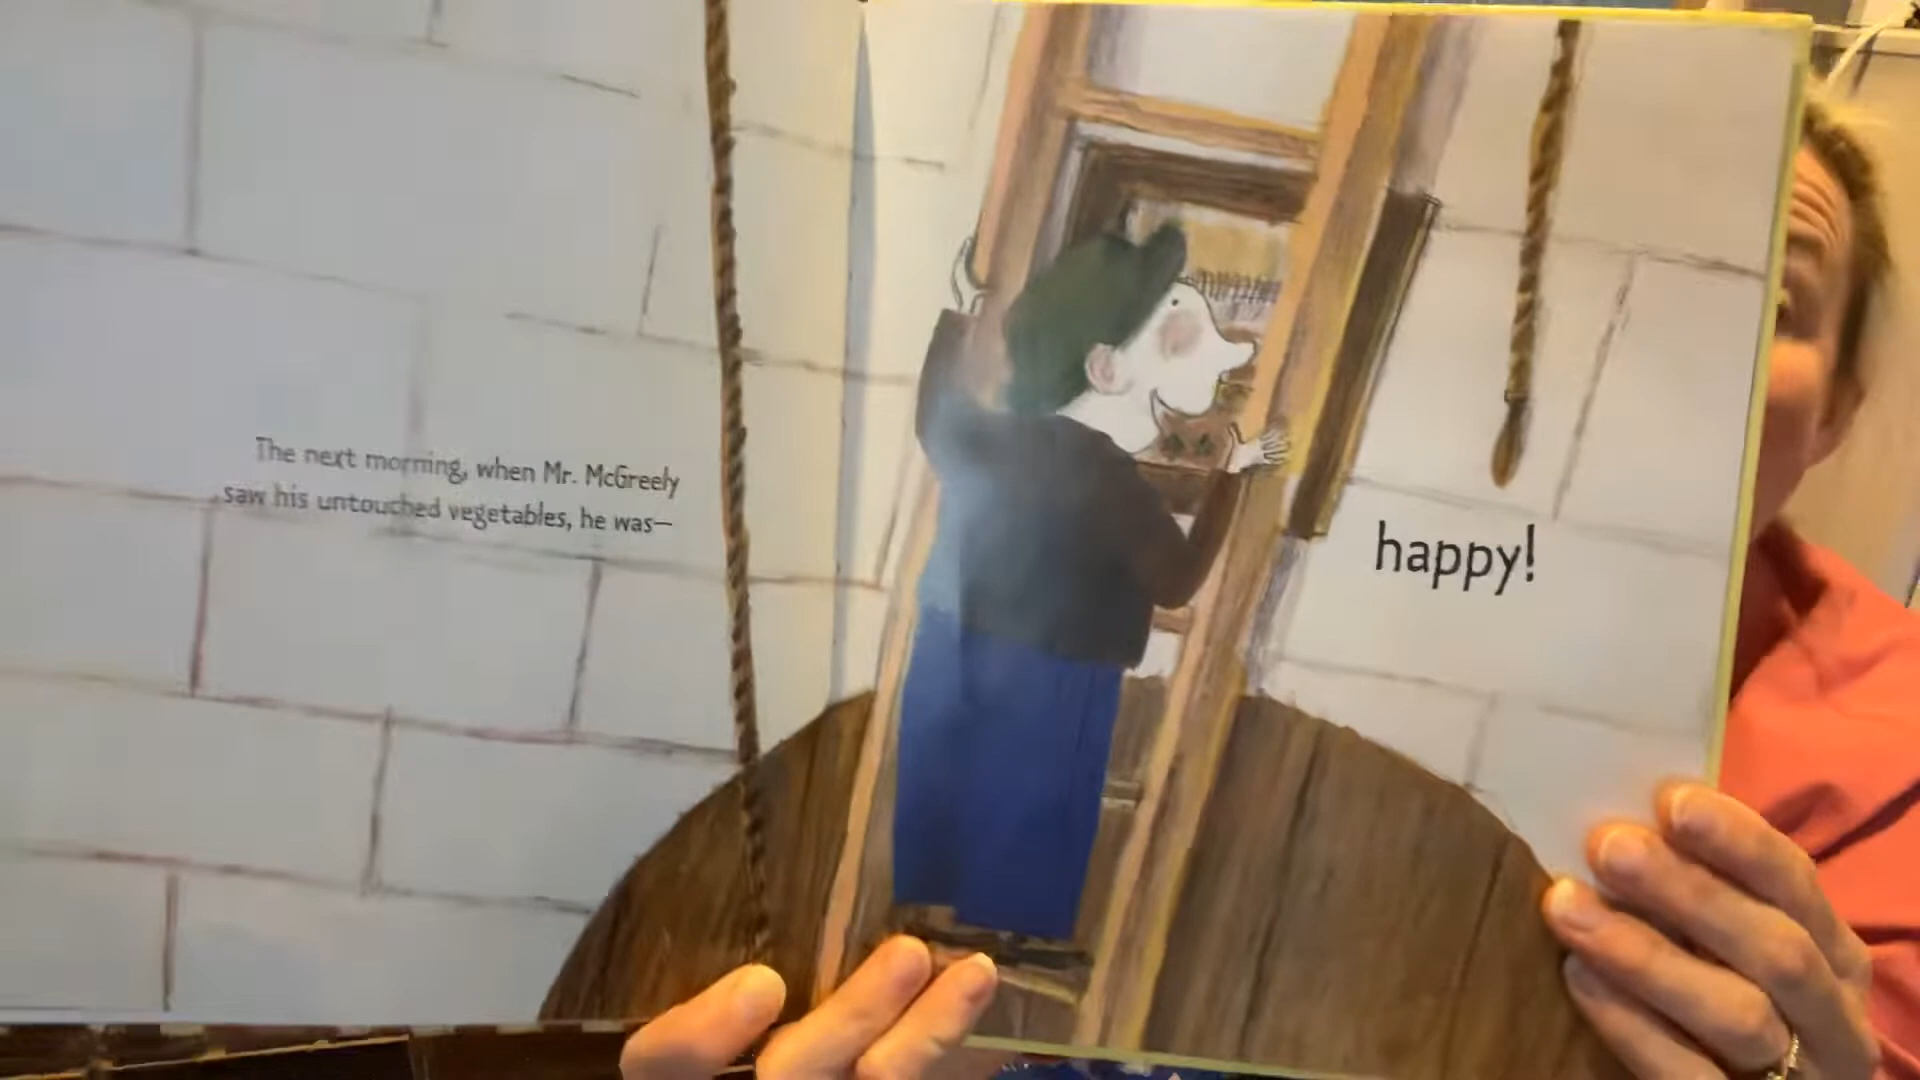 The next morning, when Mr. McGreely
saw his untouched vegetables, he was—
happy!